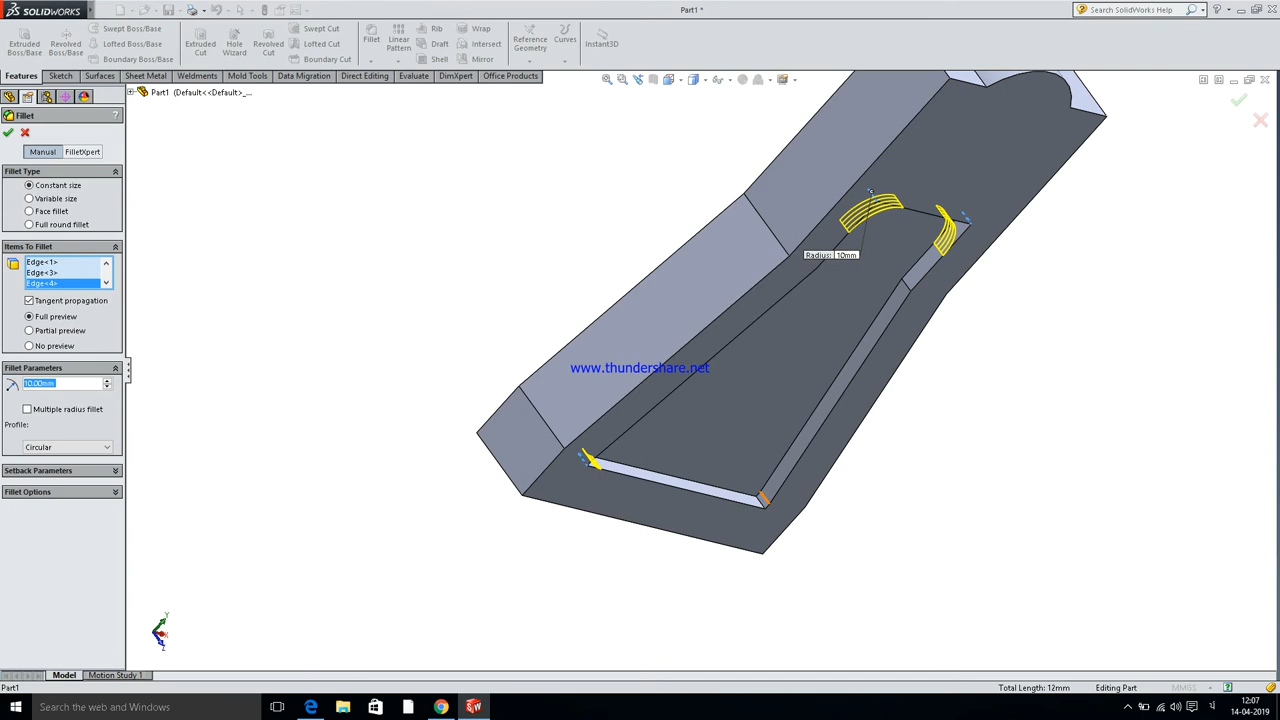 SOLIDWORKS
Part1 *
Search SolidWorks Help
Extruded Boss/Base
Revolved Boss/Base
Swept Boss/Base
Lofted Boss/Base
Boundary Boss/Base
Extruded Cut
Hole Wizard
Revolved Cut
Swept Cut
Lofted Cut
Boundary Cut
Fillet
Linear Pattern
Rib
Draft
Shell
Wrap
Intersect
Mirror
Reference Geometry
Curves
Instant3D
Features
Sketch
Surfaces
Sheet Metal
Weldments
Mold Tools
Data Migration
Direct Editing
Evaluate
DimXpert
Office Products
Part1 (Default<<Default>_...
Fillet
?
Manual
FilletXpert
Fillet Type
Constant size
Variable size
Face fillet
Full round fillet
Items To Fillet
Edge<1>
Edge<3>
Edge<4>
Tangent propagation
Full preview
Partial preview
No preview
Fillet Parameters
10.00mm
Multiple radius fillet
Profile:
Circular
Setback Parameters
Fillet Options
Radius: 10mm
www.thundershare.net
Y
X
Z
Model
Motion Study 1
Part1
Total Length: 12mm
Editing Part
MMGS
Search the web and Windows
12:07
14-04-2019